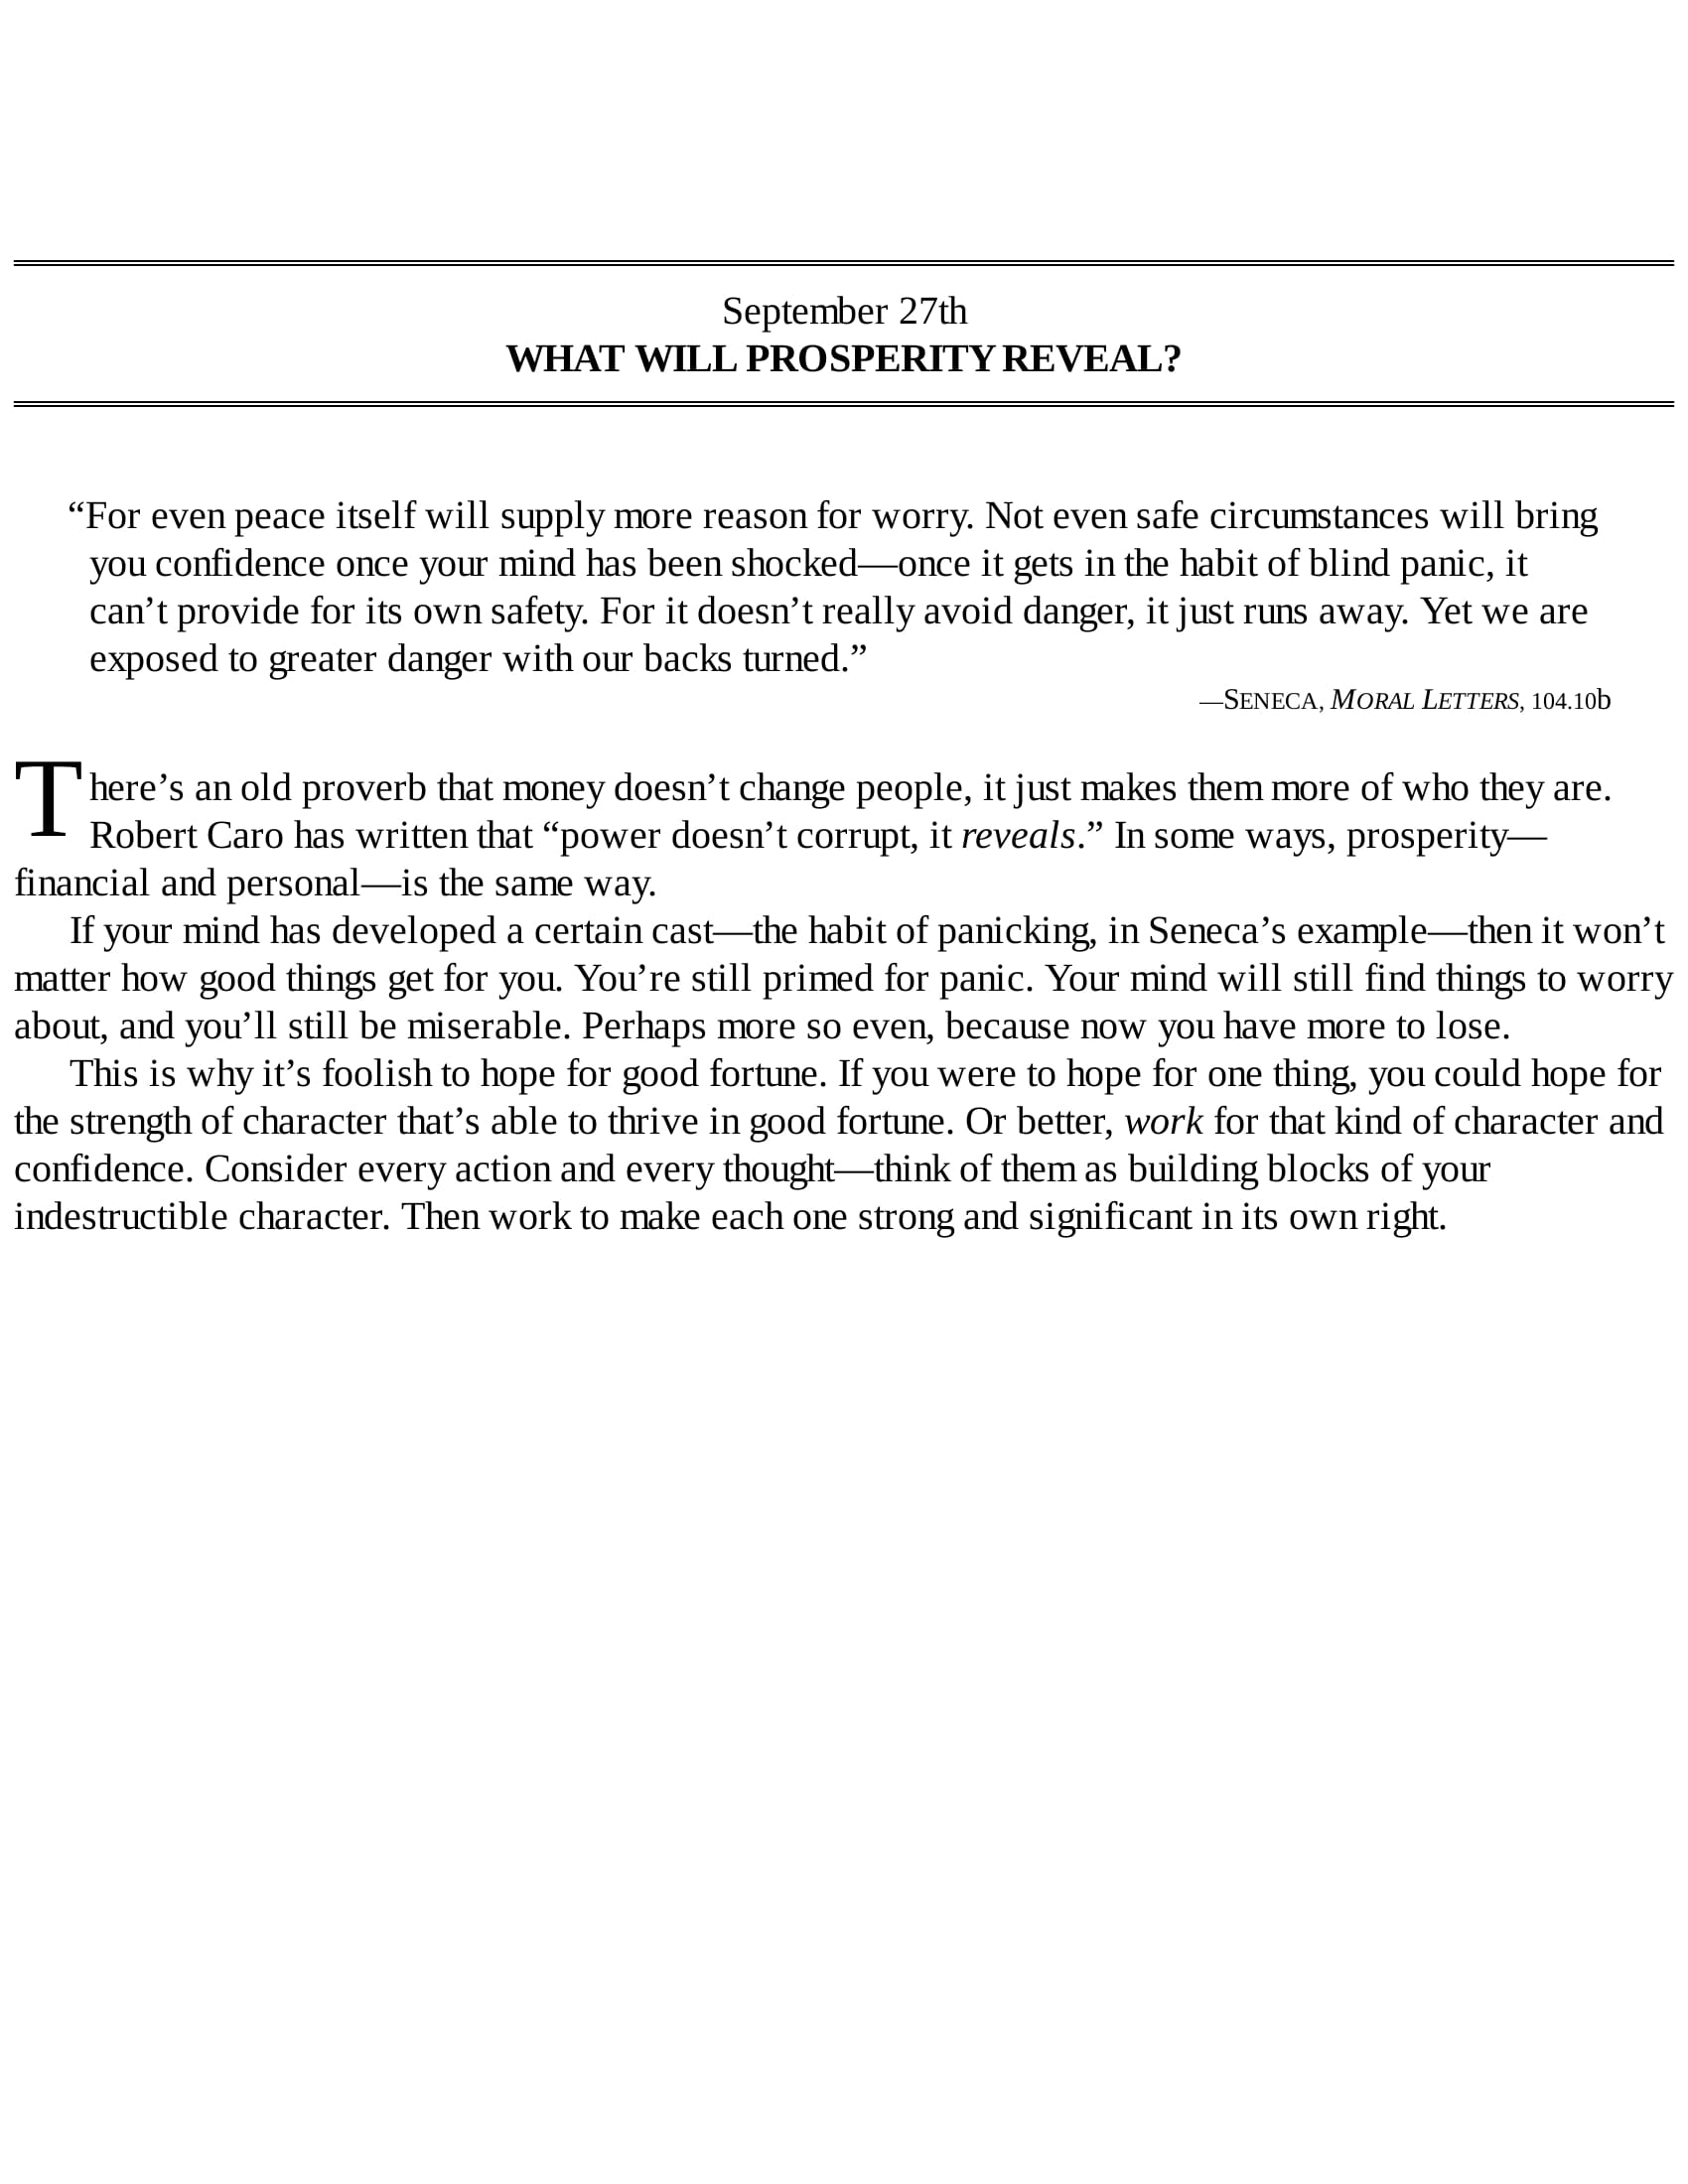 September 27th
WHAT WILL PROSPERITY REVEAL?
“For even peace itself will supply more reason for worry. Not even safe circumstances will bring
you confidence once your mind has been shocked—once it gets in the habit of blind panic, it
can’t provide for its own safety. For it doesn’t really avoid danger, it just runs away. Yet we are
exposed to greater danger with our backs turned.”
—SENECA, MORAL LETTERS, 104.10b
There’s an old proverb that money doesn’t change people, it just makes them more of who they are.
Robert Caro has written that “power doesn’t corrupt, it reveals.” In some ways, prosperity—
financial and personal—is the same way.
If your mind has developed a certain cast—the habit of panicking, in Seneca’s example—then it won’t
matter how good things get for you. You’re still primed for panic. Your mind will still find things to worry
about, and you’ll still be miserable. Perhaps more so even, because now you have more to lose.
This is why it’s foolish to hope for good fortune. If you were to hope for one thing, you could hope for
the strength of character that’s able to thrive in good fortune. Or better, work for that kind of character and
confidence. Consider every action and every thought—think of them as building blocks of your
indestructible character. Then work to make each one strong and significant in its own right.